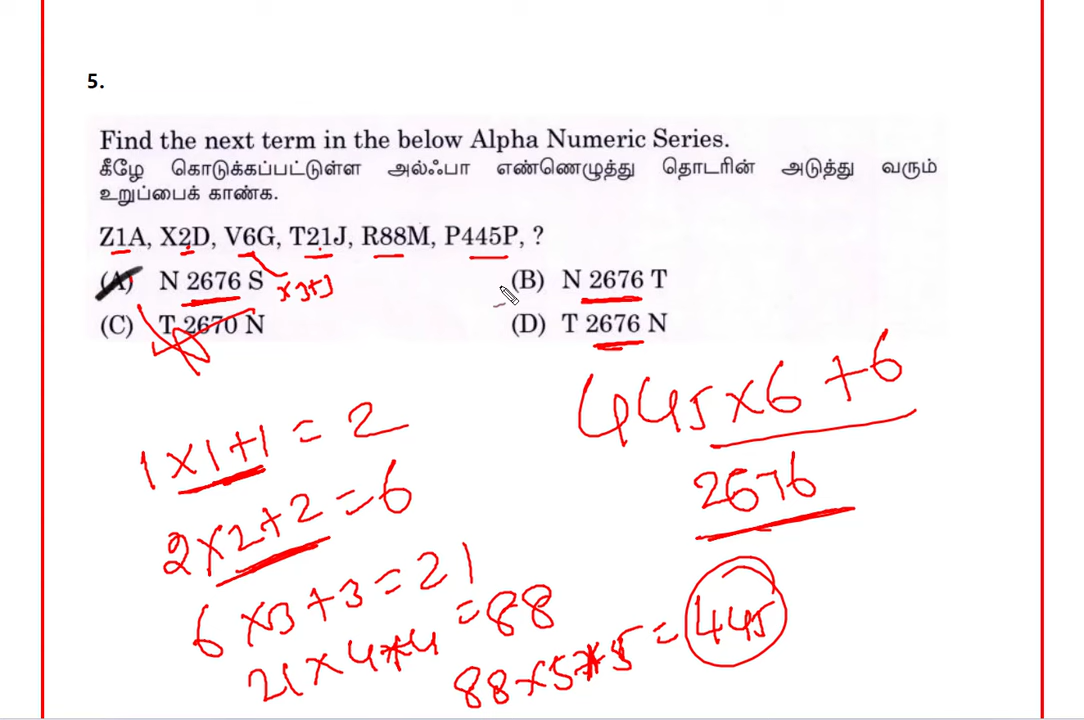 5.
Find the next term in the below Alpha Numeric Series.
கீழே கொடுக்கப்பட்டுள்ள அல்ஃபா எண்ணெழுத்து தொடரின் அடுத்து வரும்
உறுப்பைக் காண்க.
Z1A, X2D, V6G, T21J, R88M, P445P, ?
(A) N 2676 S
×3+3
(B) N 2676 T
(C) T 2670 N
(D) T 2676 N
445×6+6
2676
1×1+1=2
2×2+2=6
6×3+3=21
21×4+4=88
88×5+5=445